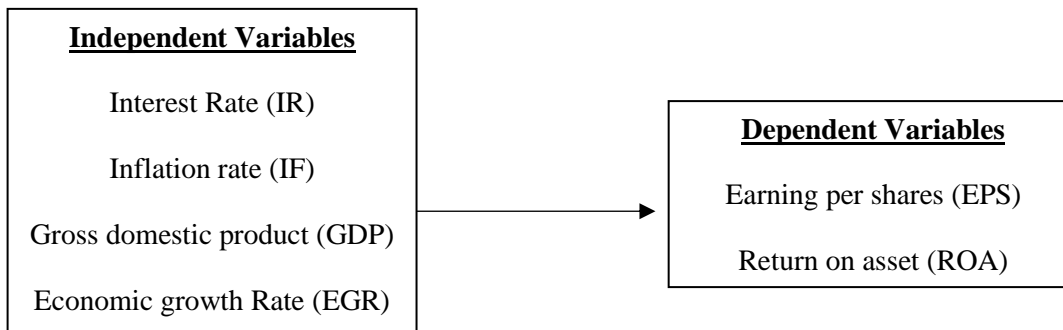 Independent Variables
Interest Rate (IR)
Inflation rate (IF)
Gross domestic product (GDP)
Economic growth Rate (EGR)
Dependent Variables
Earning per shares (EPS)
Return on asset (ROA)